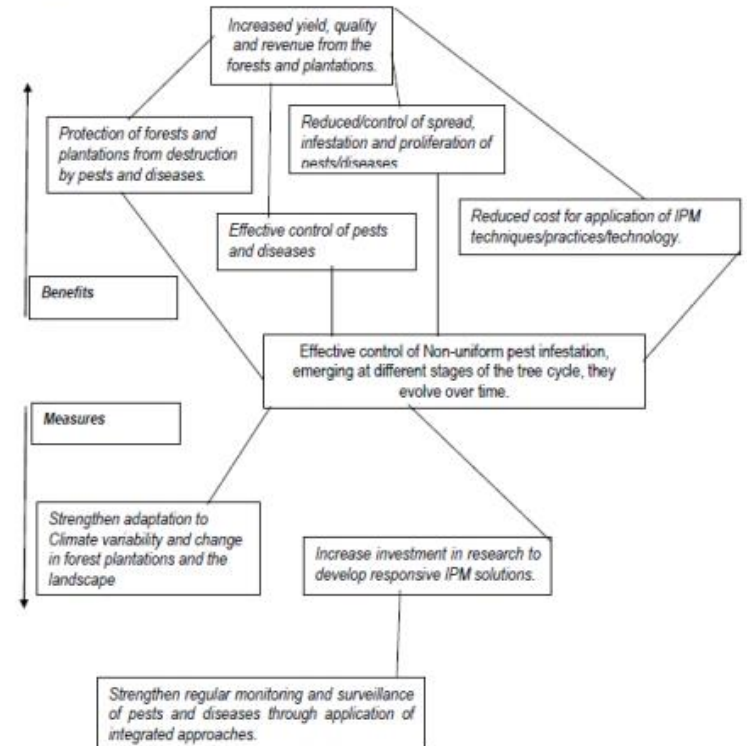 Increased yield, quality
and revenue from the
forests and plantations.
Protection of forests and
plantations from destruction
by pests and diseases.
Reduced/control of spread,
infestation and proliferation of
pests/diseases
Effective control of pests
and diseases
Reduced cost for application of IPM
techniques/practices/technology.
Benefits
Effective control of Non-uniform pest infestation,
emerging at different stages of the tree cycle, they
evolve over time.
Measures
Strengthen adaptation to
Climate variability and change
in forest plantations and the
landscape
Increase investment in research to
develop responsive IPM solutions.
Strengthen regular monitoring and surveillance
of pests and diseases through application of
integrated approaches.